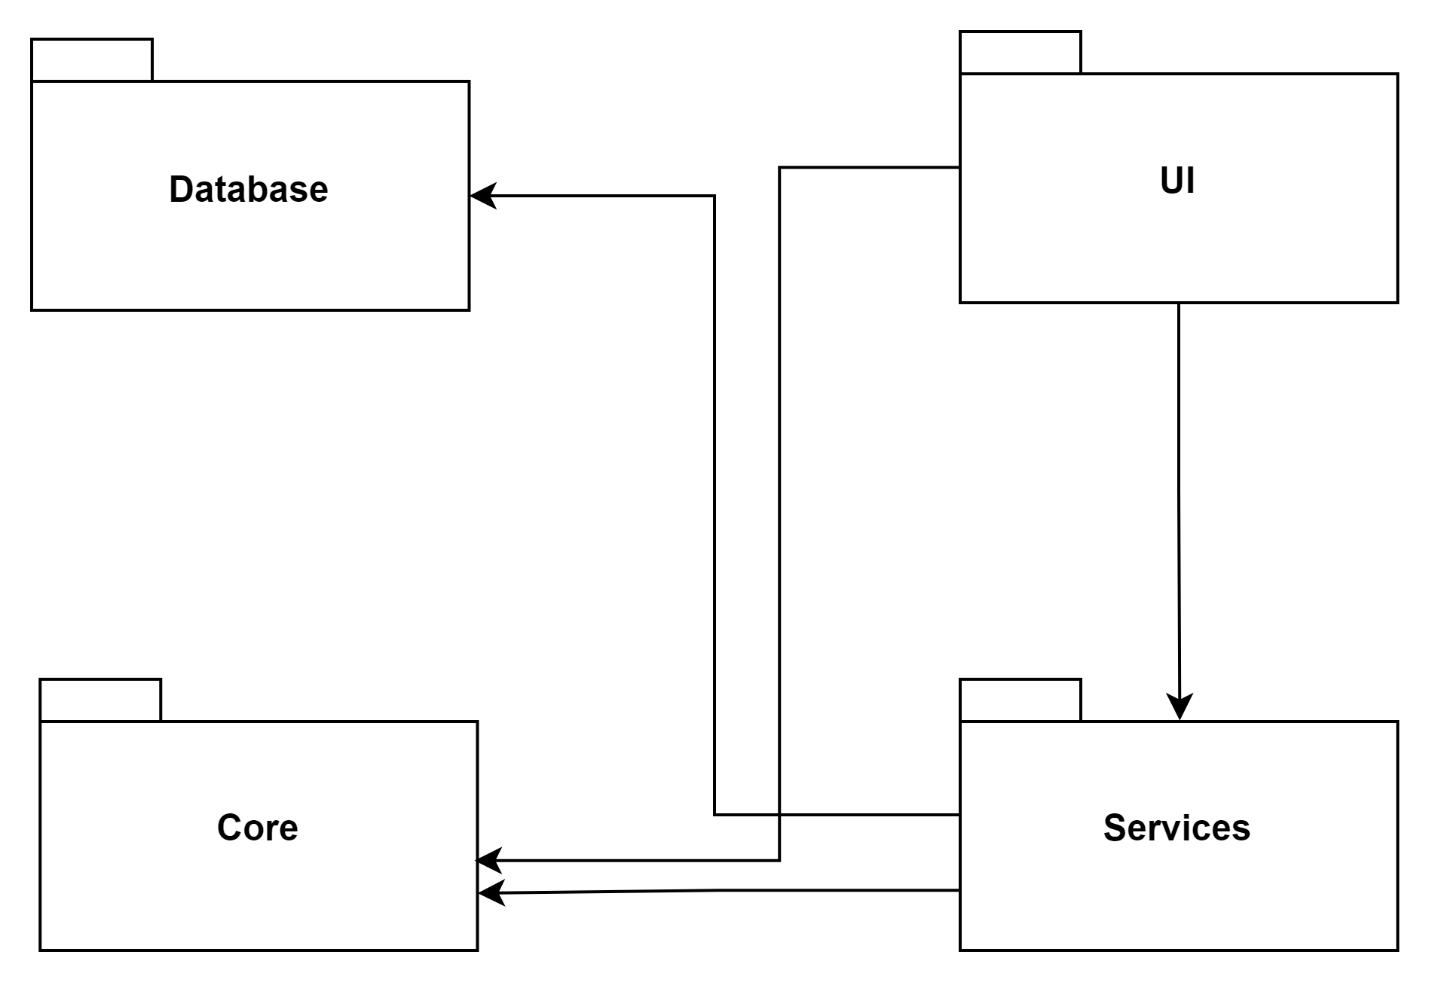 Database
UI
Core
Services